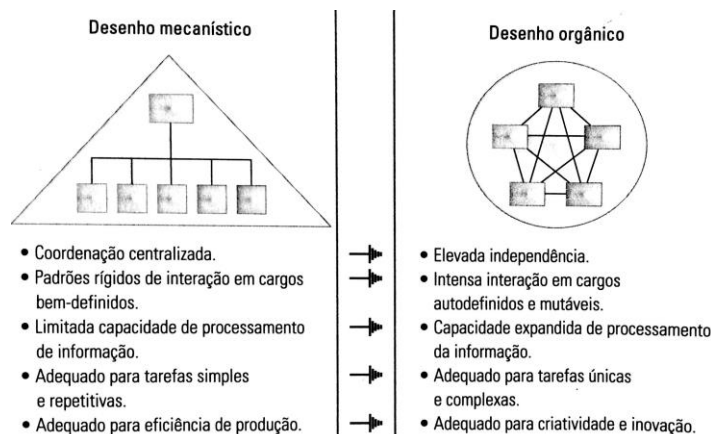 Desenho mecanístico
• Coordenação centralizada.
• Padrões rígidos de interação em cargos
bem-definidos.
• Limitada capacidade de processamento
de informação.
• Adequado para tarefas simples
e repetitivas.
• Adequado para eficiência de produção.
Desenho orgânico
• Elevada independência.
• Intensa interação em cargos
autodefinidos e mutáveis.
• Capacidade expandida de processamento
da informação.
• Adequado para tarefas únicas
e complexas.
• Adequado para criatividade e inovação.